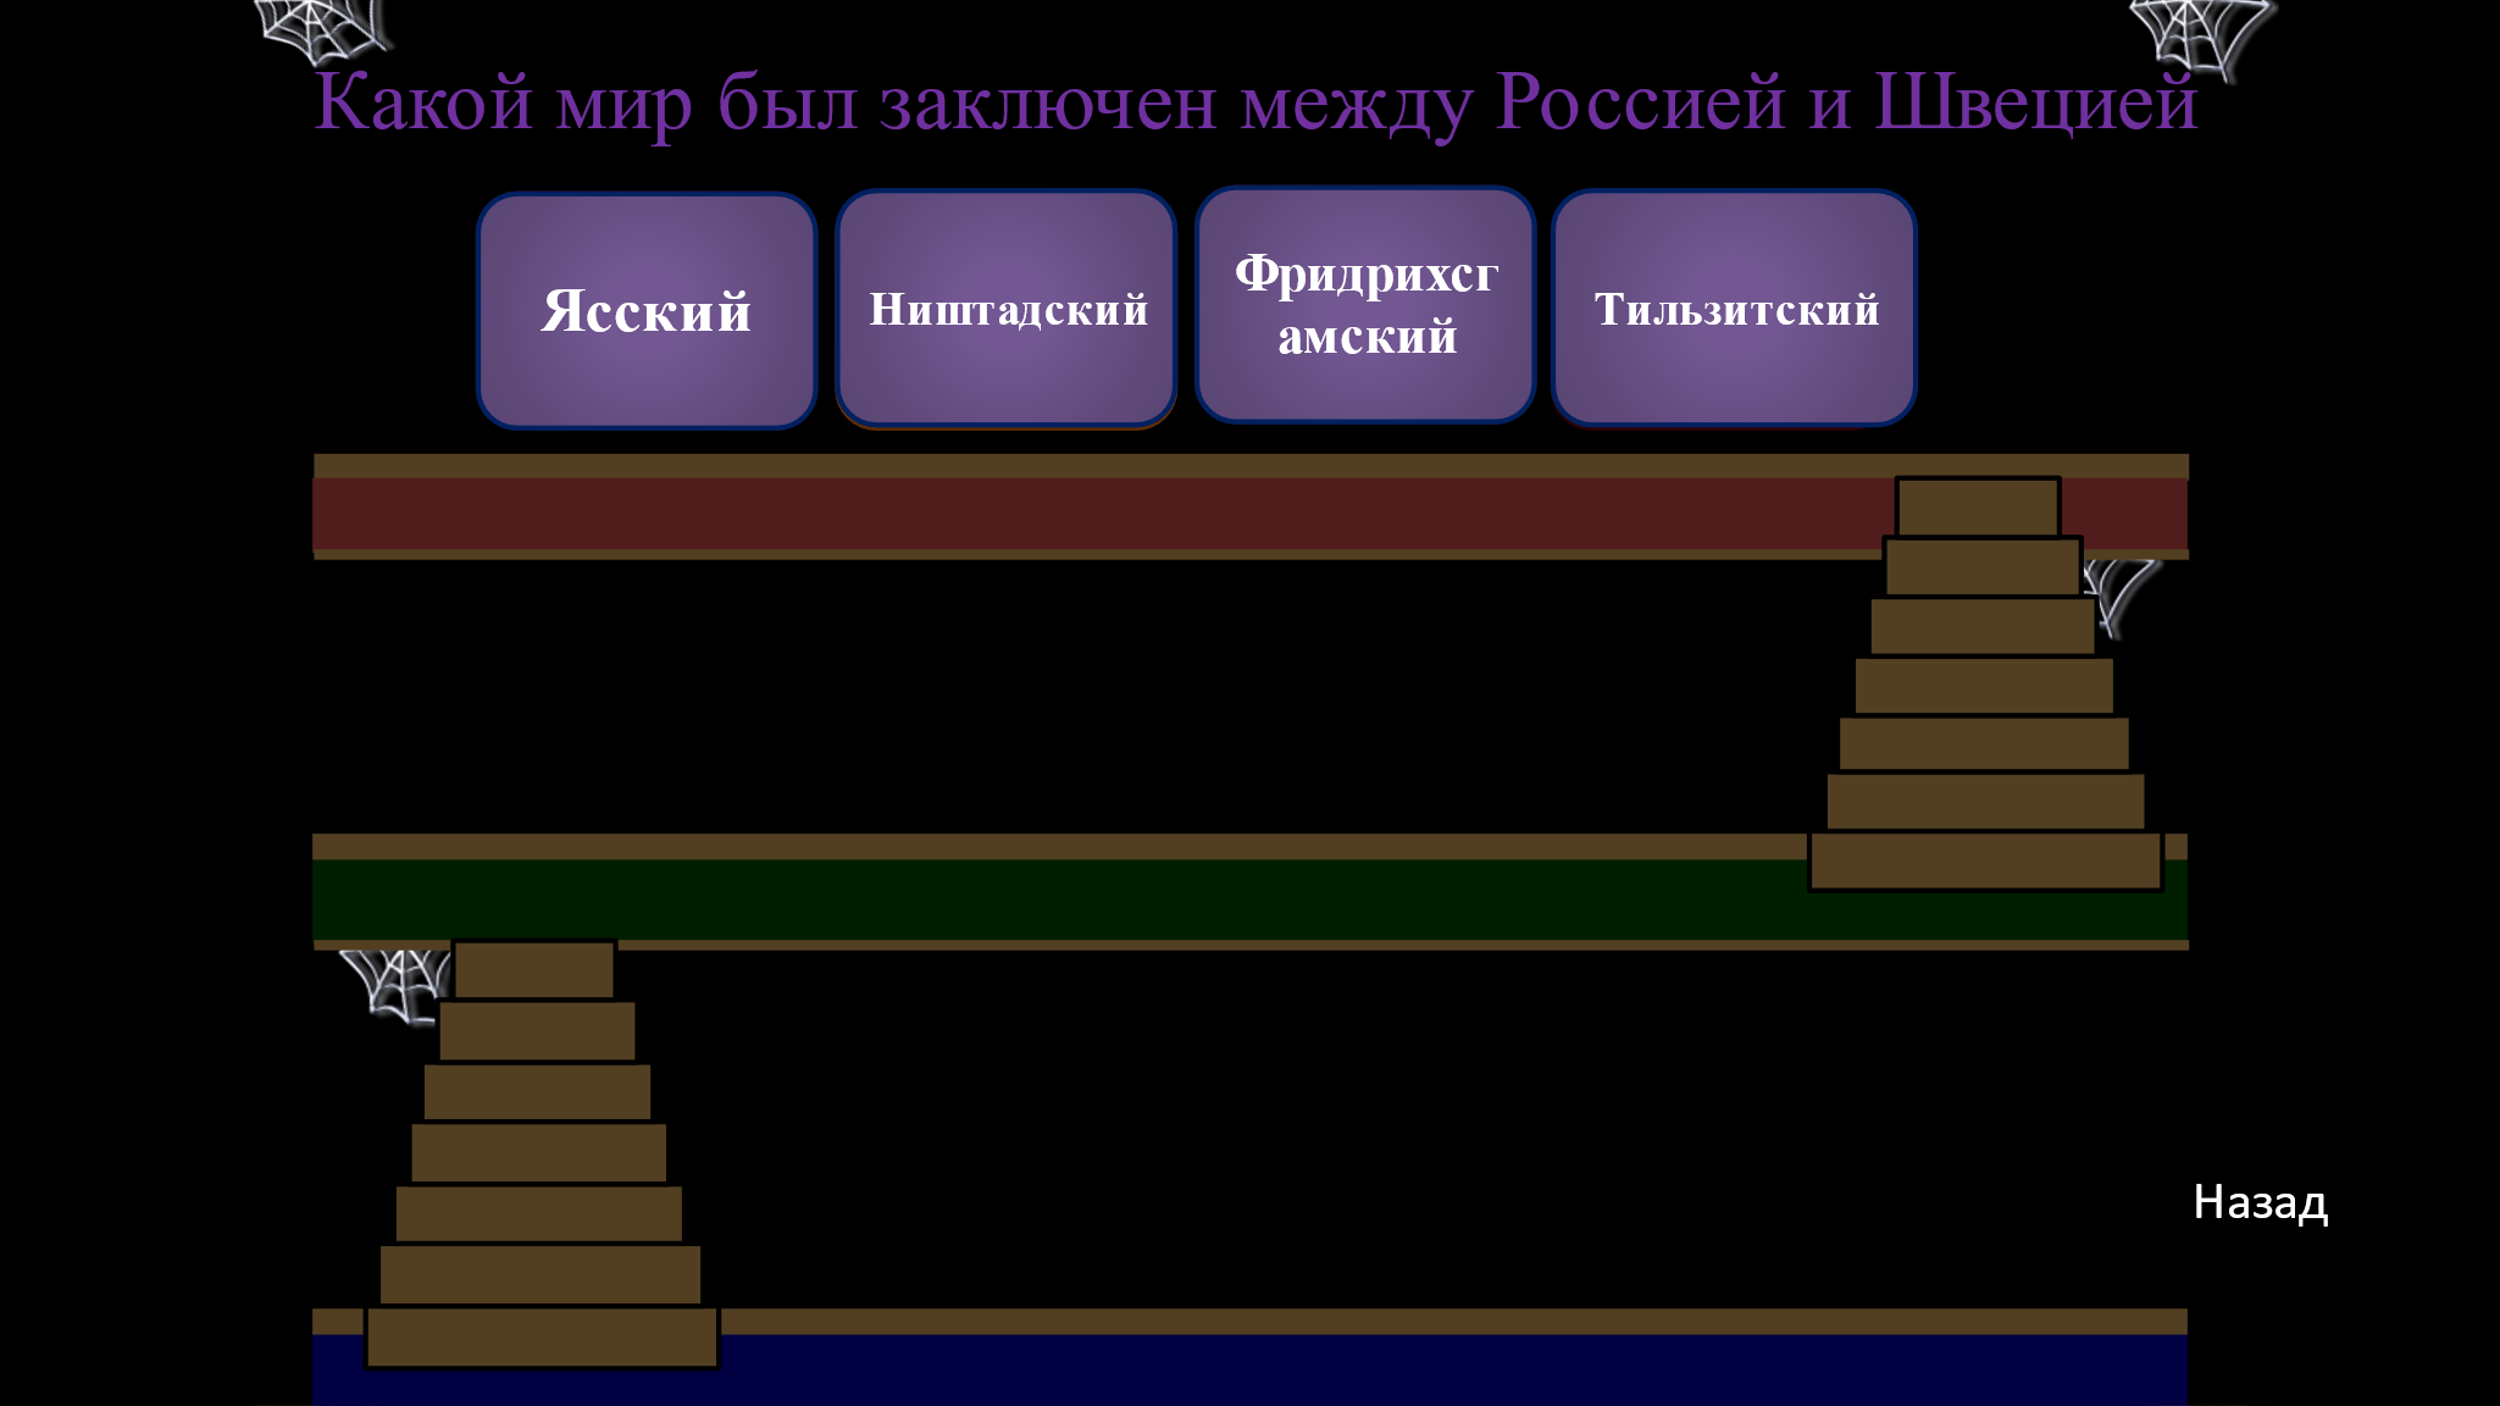 Какой мир был заключен между Россией и Швецией
Ясский
Ништадский
Фридрихсг
амский
Тильзитский
Назад